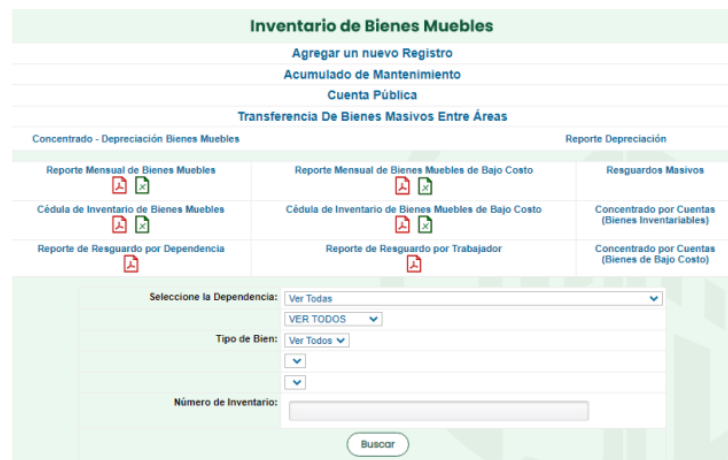 Inventario de Bienes Muebles
Agregar un nuevo Registro
Acumulado de Mantenimiento
Cuenta Pública
Transferencia De Bienes Masivos Entre Áreas
Concentrado - Depreciación Bienes Muebles
Reporte Depreciación
Reporte Mensual de Bienes Muebles
Reporte Mensual de Bienes Muebles de Bajo Costo
Resguardos Masivos
Cédula de Inventario de Bienes Muebles
Cédula de Inventario de Bienes Muebles de Bajo Costo
Concentrado por Cuentas
(Bienes Inventariables)
Reporte de Resguardo por Dependencia
Reporte de Resguardo por Trabajador
Concentrado por Cuentas
(Bienes de Bajo Costo)
Seleccione la Dependencia:
Ver Todas
VER TODOS
Tipo de Bien:
Ver Todos
Número de Inventario:
Buscar